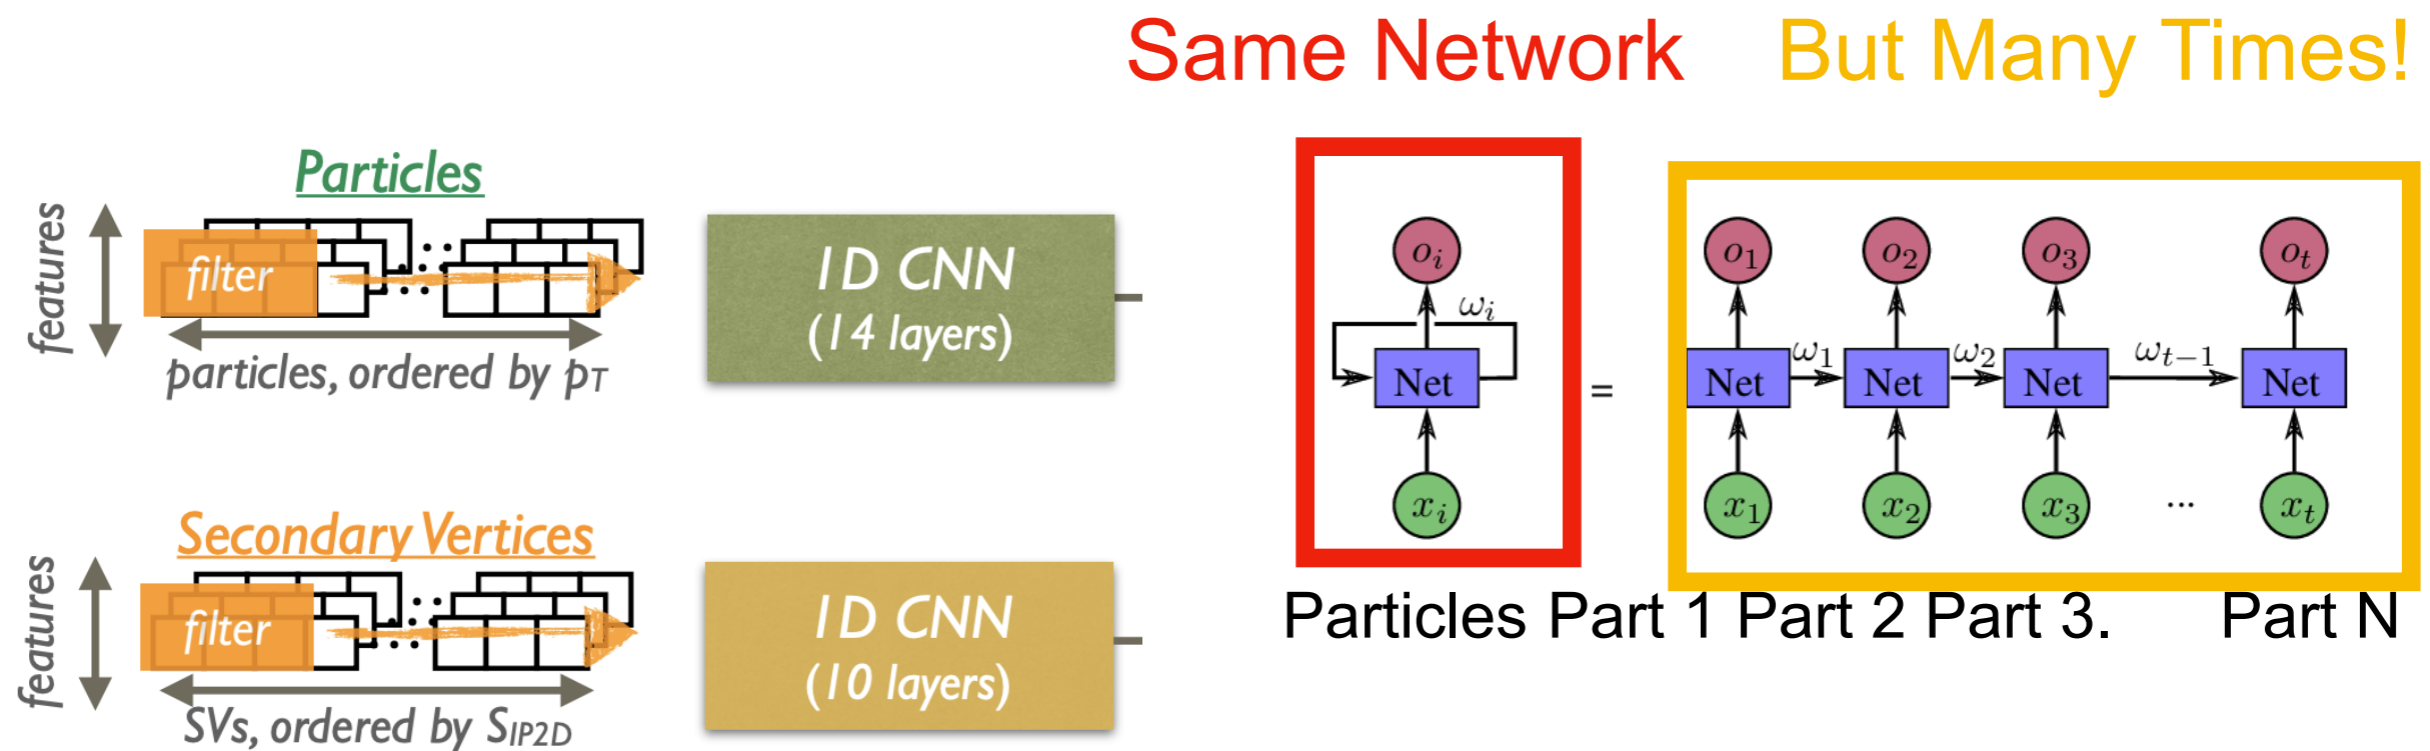 Same Network But Many Times!
Particles
features
filter
particles, ordered by pT
1D CNN
(14 layers)
Secondary Vertices
features
filter
SVs, ordered by SIP2D
1D CNN
(10 layers)
oi
ωi
Net
xi
=
o1 o2 o3 ot
ω1 ω2 ωt−1
Net Net Net Net
x1 x2 x3 ... xt
Particles Part 1 Part 2 Part 3. Part N